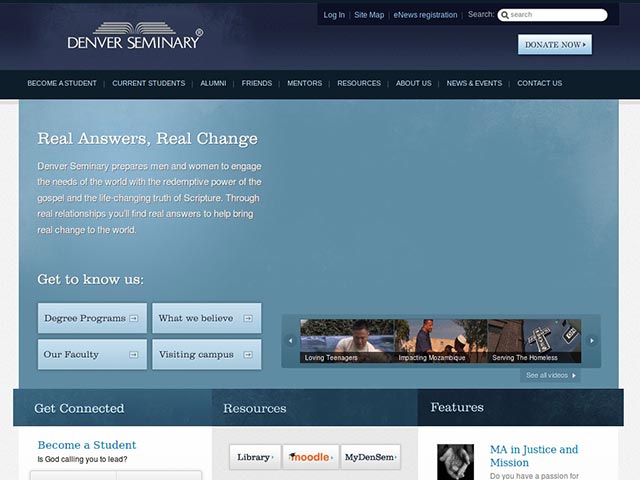 Log In | Site Map | eNews registration | Search: search
DENVER SEMINARY®
DONATE NOW
BECOME A STUDENT | CURRENT STUDENTS | ALUMNI | FRIENDS | MENTORS | RESOURCES | ABOUT US | NEWS & EVENTS | CONTACT US
Real Answers, Real Change
Denver Seminary prepares men and women to engage
the needs of the world with the redemptive power of the
gospel and the life-changing truth of Scripture. Through
real relationships you'll find real answers to help bring
real change to the world.
Get to know us:
Degree Programs
What we believe
Our Faculty
Visiting campus
Loving Teenagers
Impacting Mozambique
Serving The Homeless
See all videos
Get Connected
Resources
Features
Become a Student
Is God calling you to lead?
Library
moodle
MyDenSem
MA in Justice and
Mission
Do you have a passion for